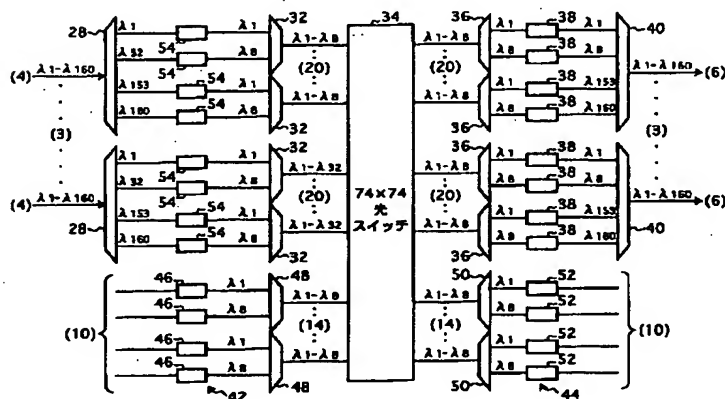 28
λ1
54
λ1
32
34
36
λ1
38
λ1
40
λ52
54
λ8
λ1-λ8
λ1-λ8
λ8
38
λ8
(4)
λ1-λ160
(20)
(20)
λ1-λ160
(6)
λ153
54
λ1
λ1
38
λ153
(3)
λ180
54
λ8
λ1-λ8
λ1-λ8
λ8
38
λ160
(3)
32
36
λ1
54
λ1
32
36
λ1
38
λ1
λ32
54
λ8
λ1-λ32
λ1-λ8
λ8
38
λ8
(20)
(20)
(4)
λ1-λ160
λ153
54
λ1
λ1
38
λ153
λ1-λ160
(6)
28
λ160
54
λ8
λ1-λ32
λ1-λ8
λ8
38
λ180
40
32
36
74×74
光
スイッチ
46
λ1
48
50
λ1
52
46
λ8
λ1-λ8
λ1-λ8
λ8
52
(10)
(14)
(14)
(10)
46
λ1
λ1
52
46
λ8
λ1-λ8
λ1-λ8
λ8
52
42
48
50
44